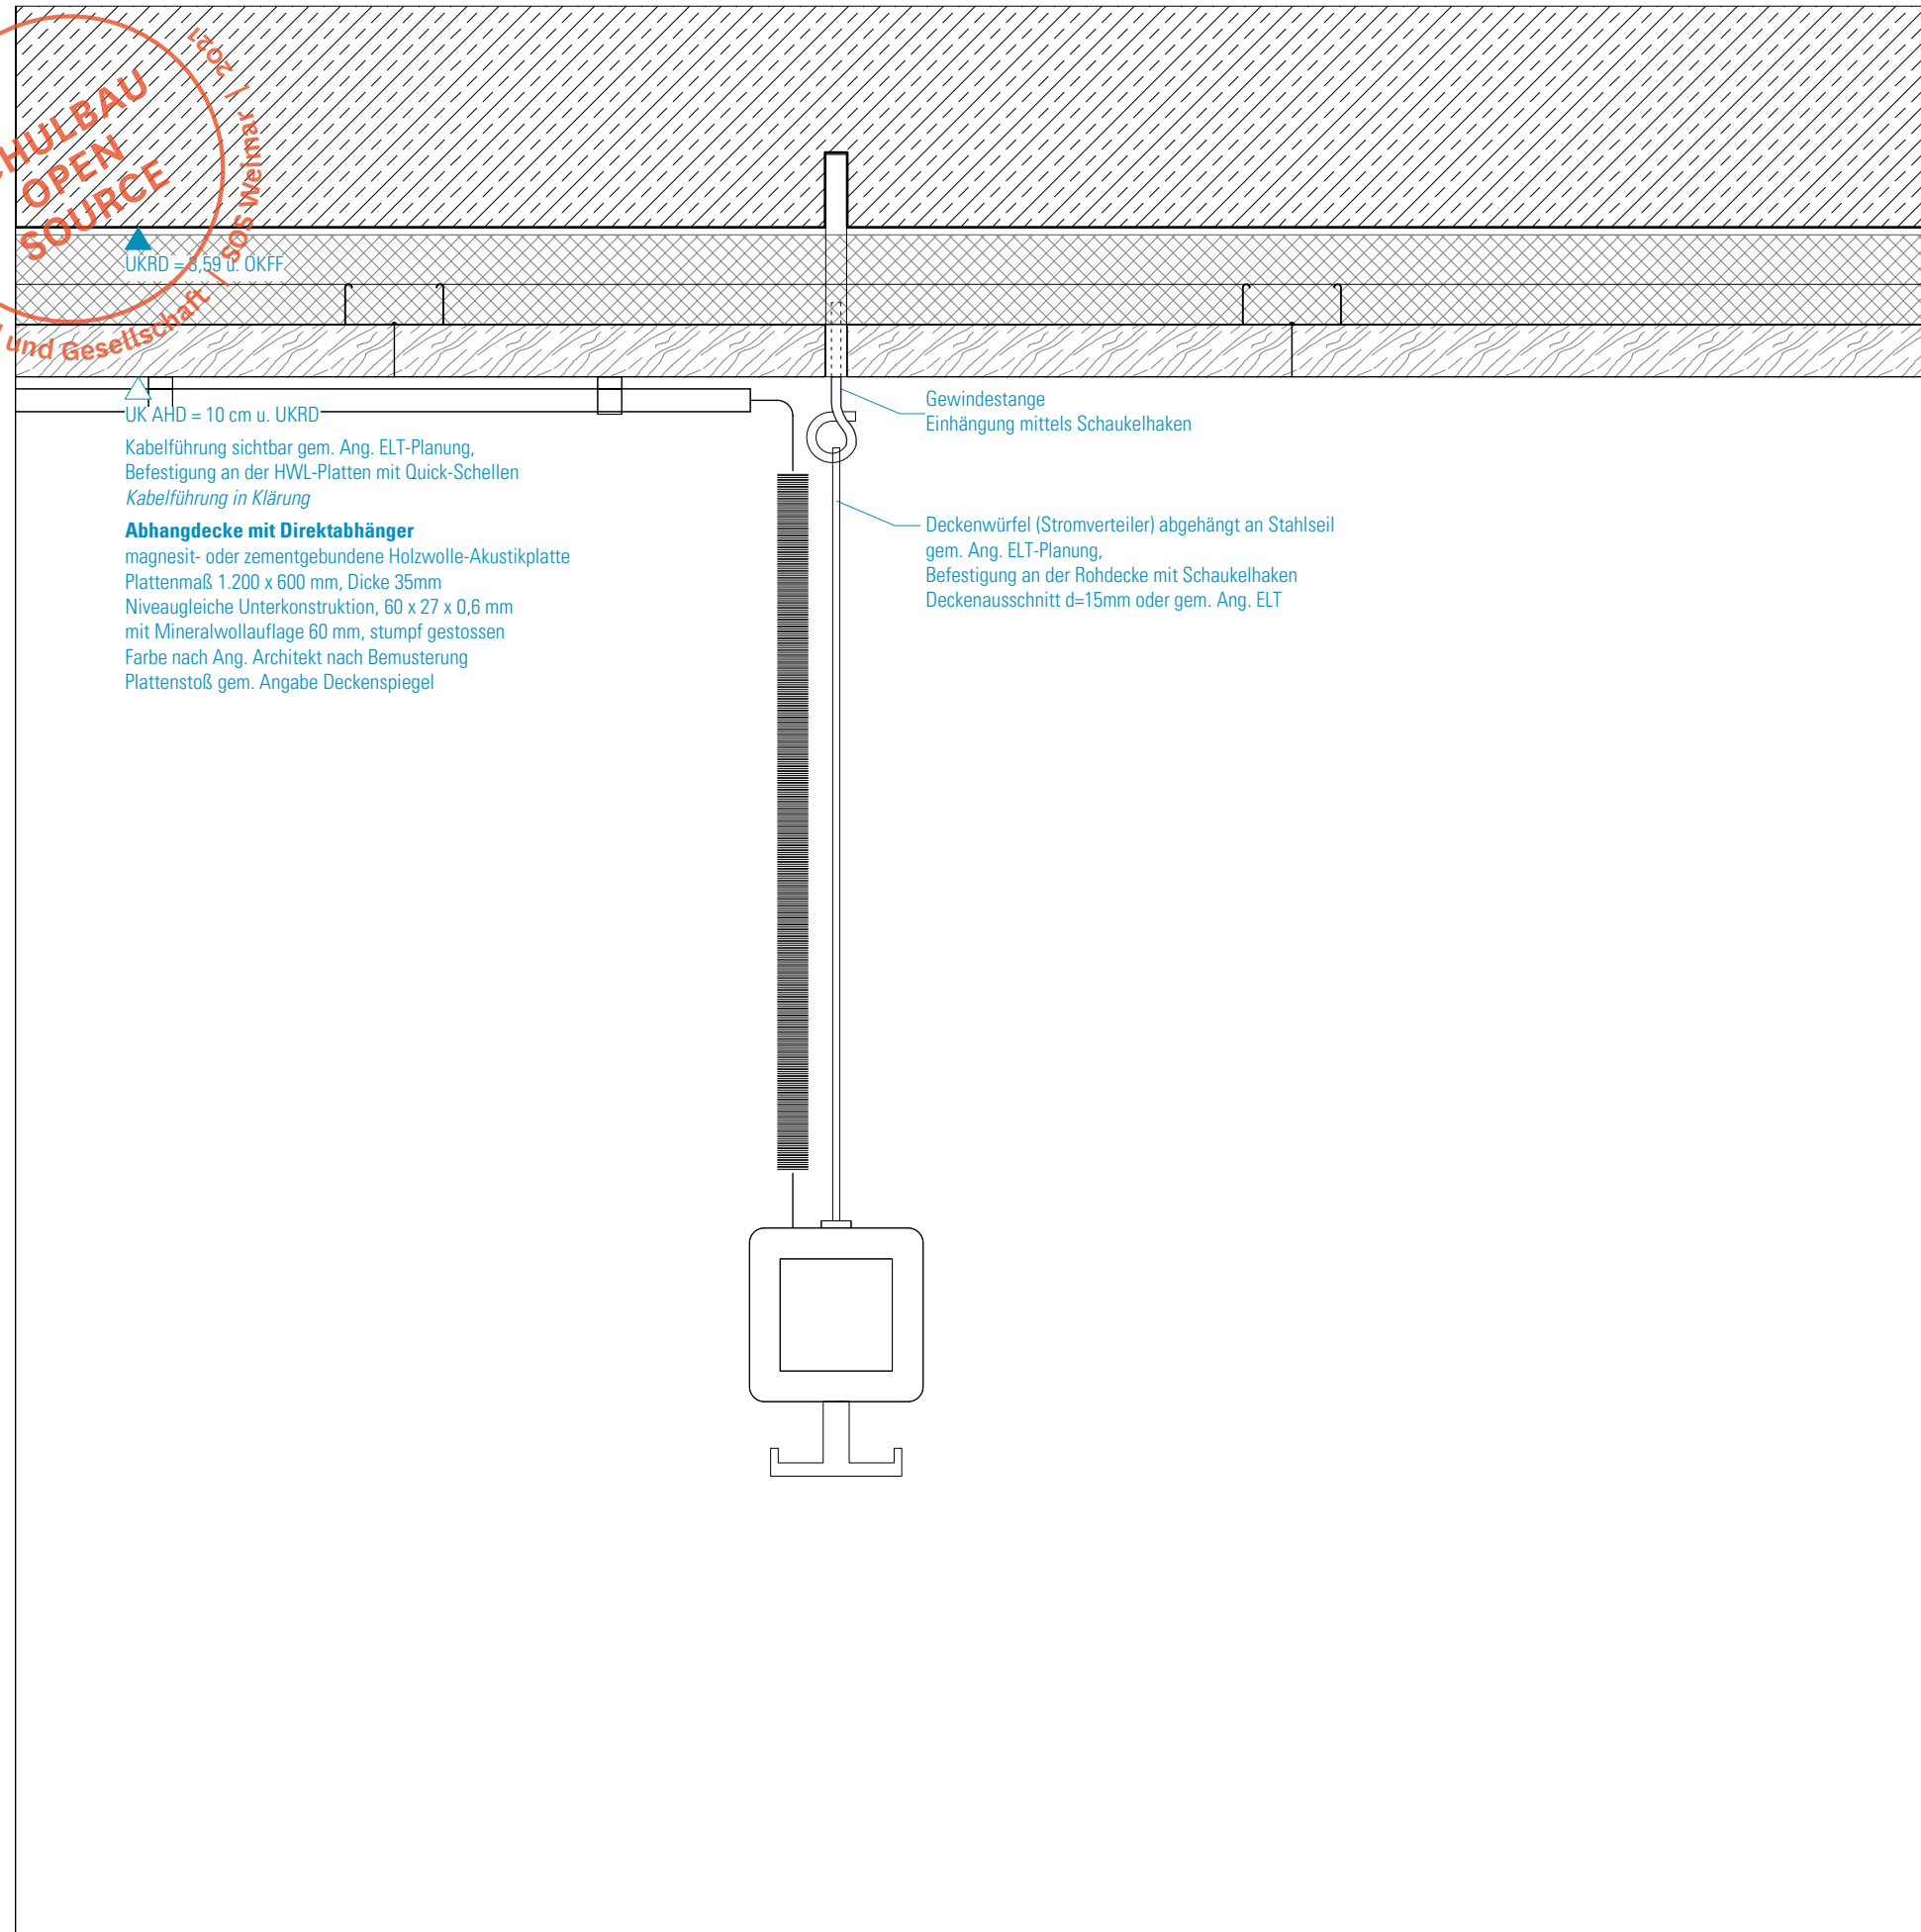 2021
SCHULBAU
OPEN
SOURCE
SOS Weimar
und Gesellschaft
UKRD = 3,59 ü. OKFF
UK AHD = 10 cm u. UKRD
Kabelführung sichtbar gem. Ang. ELT-Planung,
Befestigung an der HWL-Platten mit Quick-Schellen
Kabelführung in Klärung
Abhangdecke mit Direktabhänger
magnesit- oder zementgebundene Holzwolle-Akustikplatte
Plattenmaß 1.200 x 600 mm, Dicke 35mm
Niveaugleiche Unterkonstruktion, 60 x 27 x 0,6 mm
mit Mineralwollauflage 60 mm, stumpf gestossen
Farbe nach Ang. Architekt nach Bemusterung
Plattenstoß gem. Angabe Deckenspiegel
Gewindestange
Einhängung mittels Schaukelhaken
Deckenwürfel (Stromverteiler) abgehängt an Stahlseil
gem. Ang. ELT-Planung,
Befestigung an der Rohdecke mit Schaukelhaken
Deckenausschnitt d=15mm oder gem. Ang. ELT